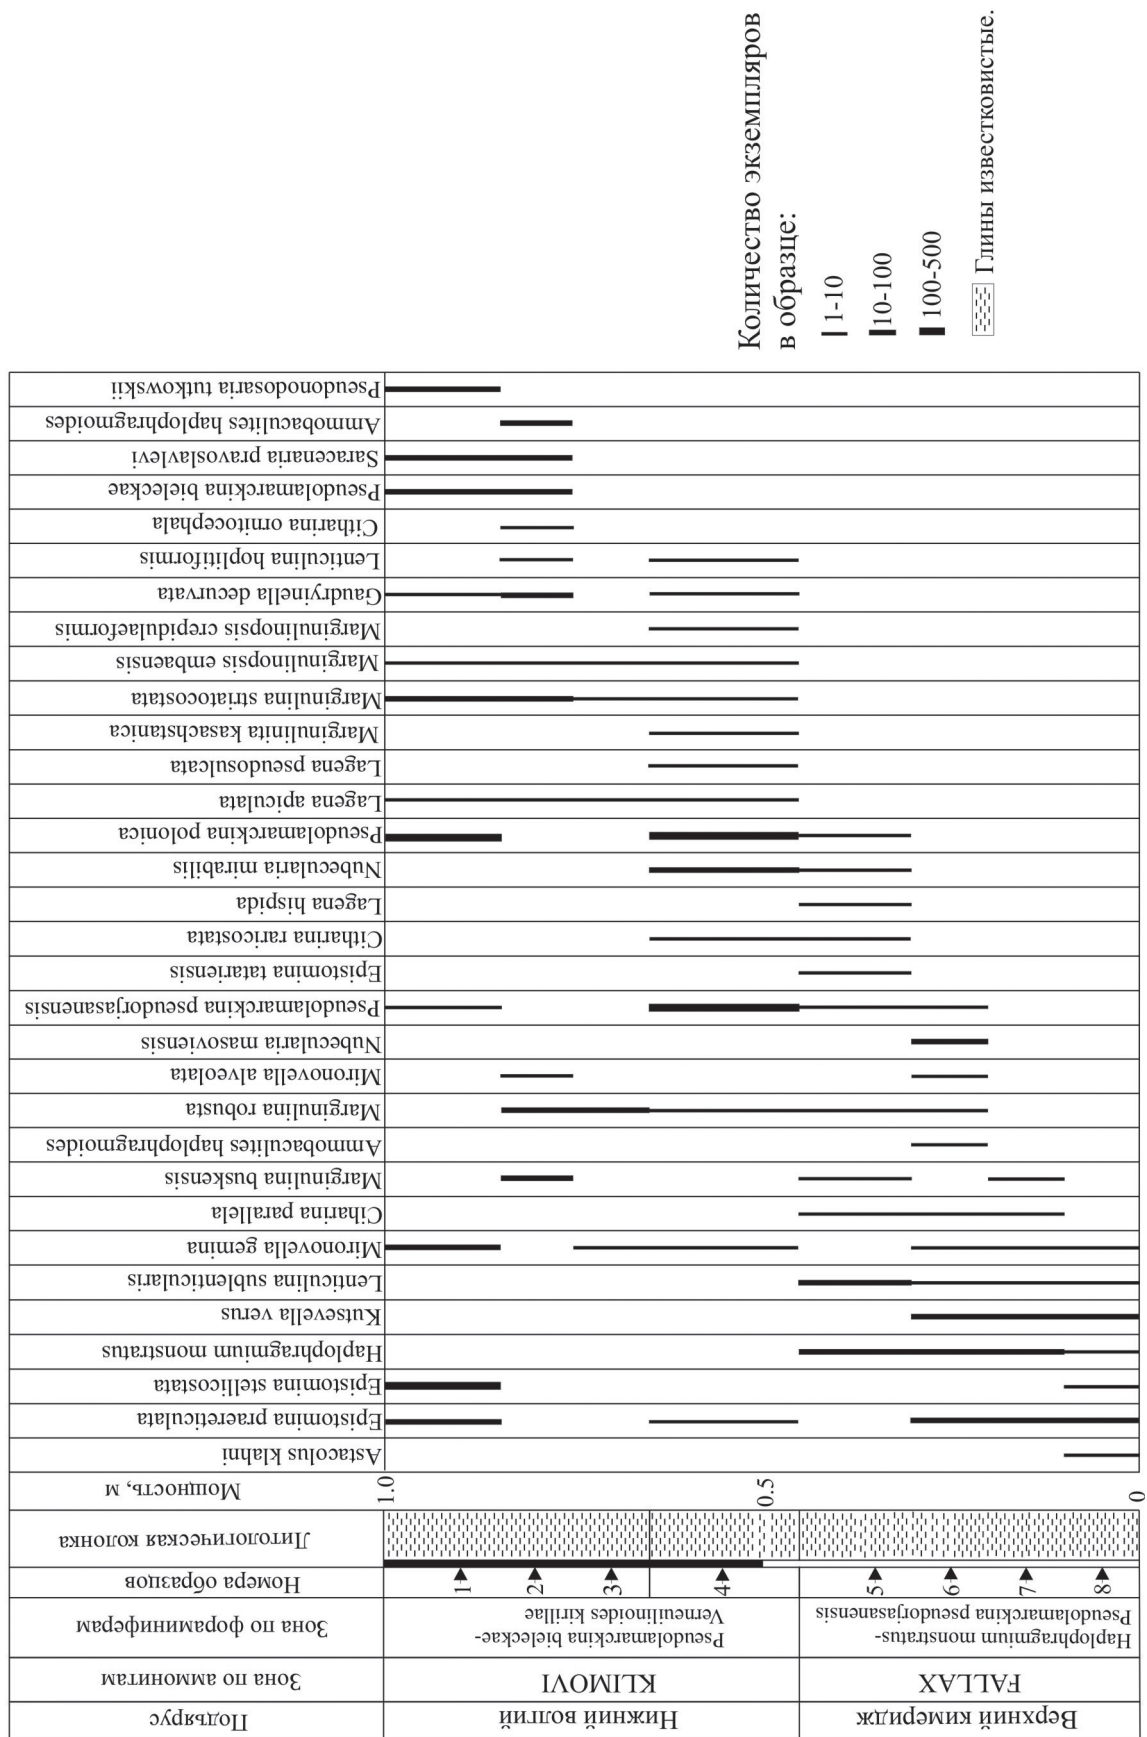 Подъярус
Зона по аммонитам
Зона по фораминиферам
Номера образцов
Литологическая колонка
Мощность, м
Astacolus klahni
Epistomina praereticulata
Epistomina stellicostata
Haplophragmium monstratus
Kutsevella verus
Lenticulina sublenticularis
Mironovella gemina
Ciharina parallela
Marginulina buskensis
Ammobaculites haplophragmoides
Marginulina robusta
Mironovella alveolata
Nubecularia masoviensis
Pseudolamarckina pseudorjasanensis
Epistomina tatariensis
Citharina raricostata
Lagena hispida
Nubecularia mirabilis
Pseudolamarckina polonica
Lagena apiculata
Lagena pseudosulcata
Marginulinita kasachstanica
Marginulina striatocostata
Marginulinopsis embaensis
Marginulinopsis crepidulaeformis
Gaudryinella decurvata
Lenticulina hoplitiformis
Citharina ornitocephala
Pseudolamarckina bieleckae
Saracenaria pravoslavlevi
Ammobaculites haplophragmoides
Pseudonodosaria tutkowskii
Нижний волгий
KLIMOVI
Pseudolamarckina bieleckae-
Verneuilinoides kirillae
1
2
3
4
1.0
0.5
Верхний кимеридж
FALLAX
Haplophragmium monstratus-
Pseudolamarckina pseudorjasanensis
5
6
7
8
0
Количество экземпляров
в образце:
1-10
10-100
100-500
Глины известковистые.